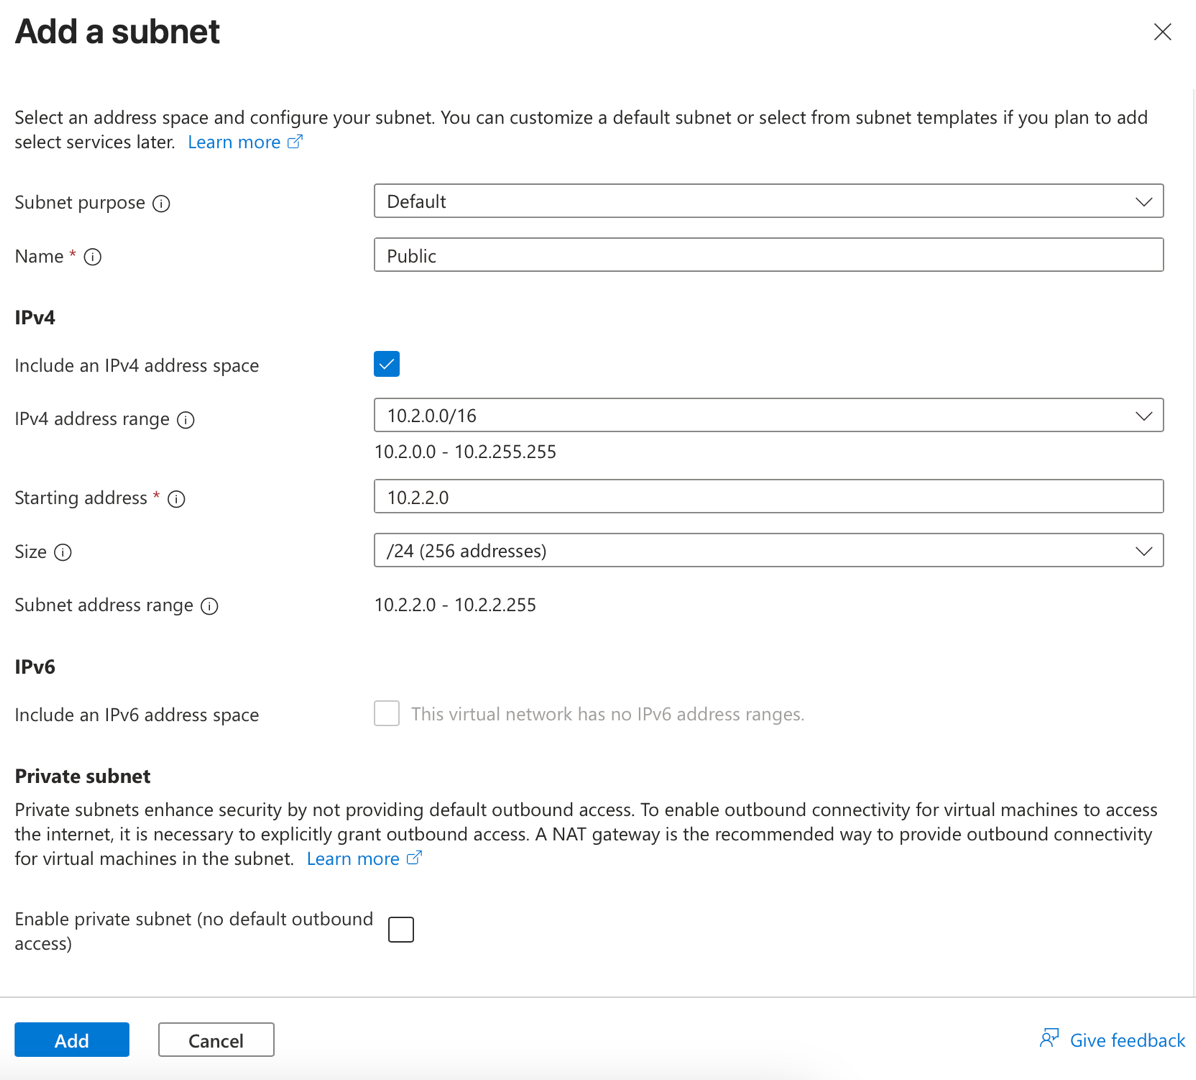 Add a subnet
Select an address space and configure your subnet. You can customize a default subnet or select from subnet templates if you plan to add
select services later. Learn more
Subnet purpose
Default
Name *
Public
IPv4
Include an IPv4 address space
IPv4 address range
10.2.0.0/16
10.2.0.0 - 10.2.255.255
Starting address *
10.2.2.0
Size
/24 (256 addresses)
Subnet address range
10.2.2.0 - 10.2.2.255
IPv6
Include an IPv6 address space
This virtual network has no IPv6 address ranges.
Private subnet
Private subnets enhance security by not providing default outbound access. To enable outbound connectivity for virtual machines to access
the internet, it is necessary to explicitly grant outbound access. A NAT gateway is the recommended way to provide outbound connectivity
for virtual machines in the subnet. Learn more
Enable private subnet (no default outbound
access)
Add
Cancel
Give feedback